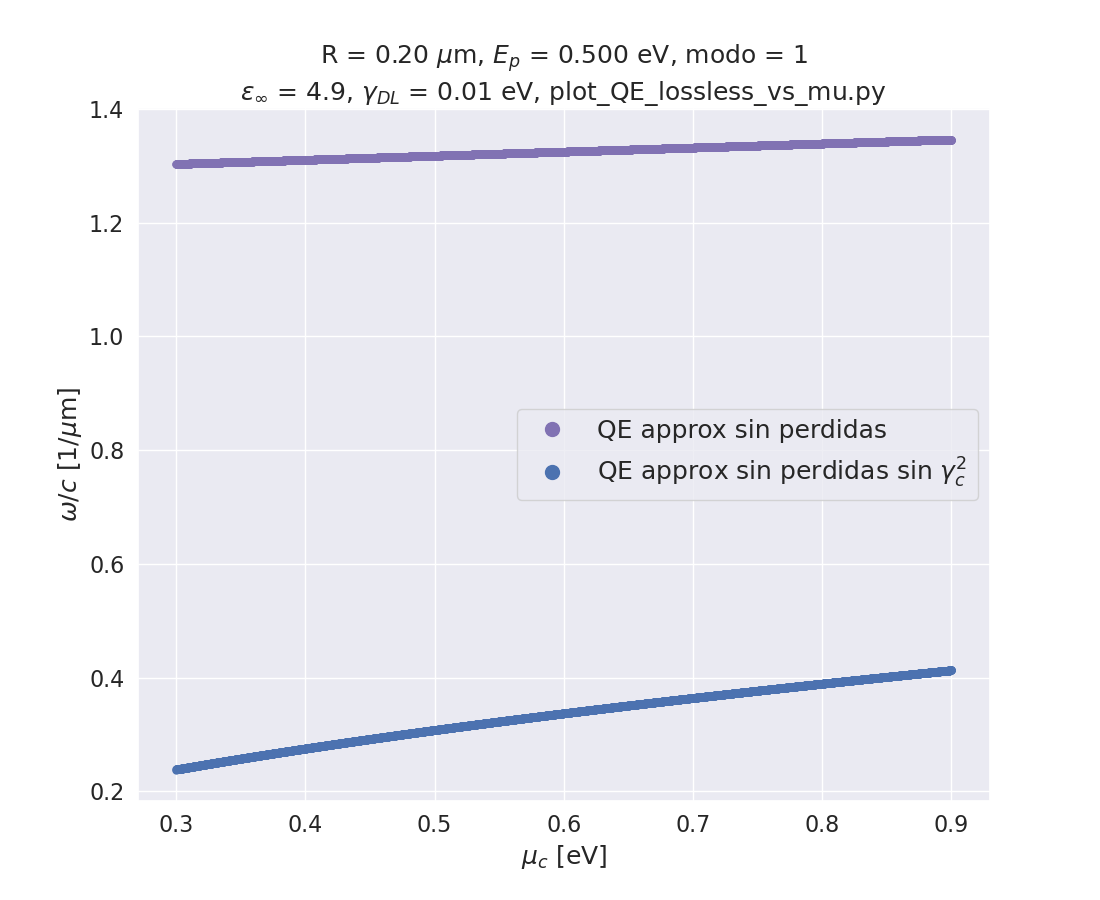 R = 0.20 μm, E_p = 0.500 eV, modo = 1
ε_∞ = 4.9, γ_DL = 0.01 eV, plot_QE_lossless_vs_mu.py
1.4
1.2
1.0
0.8
0.6
0.4
0.2
ω/c [1/μm]
QE approx sin perdidas
QE approx sin perdidas sin γ_c^2
0.3 0.4 0.5 0.6 0.7 0.8 0.9
μ_c [eV]